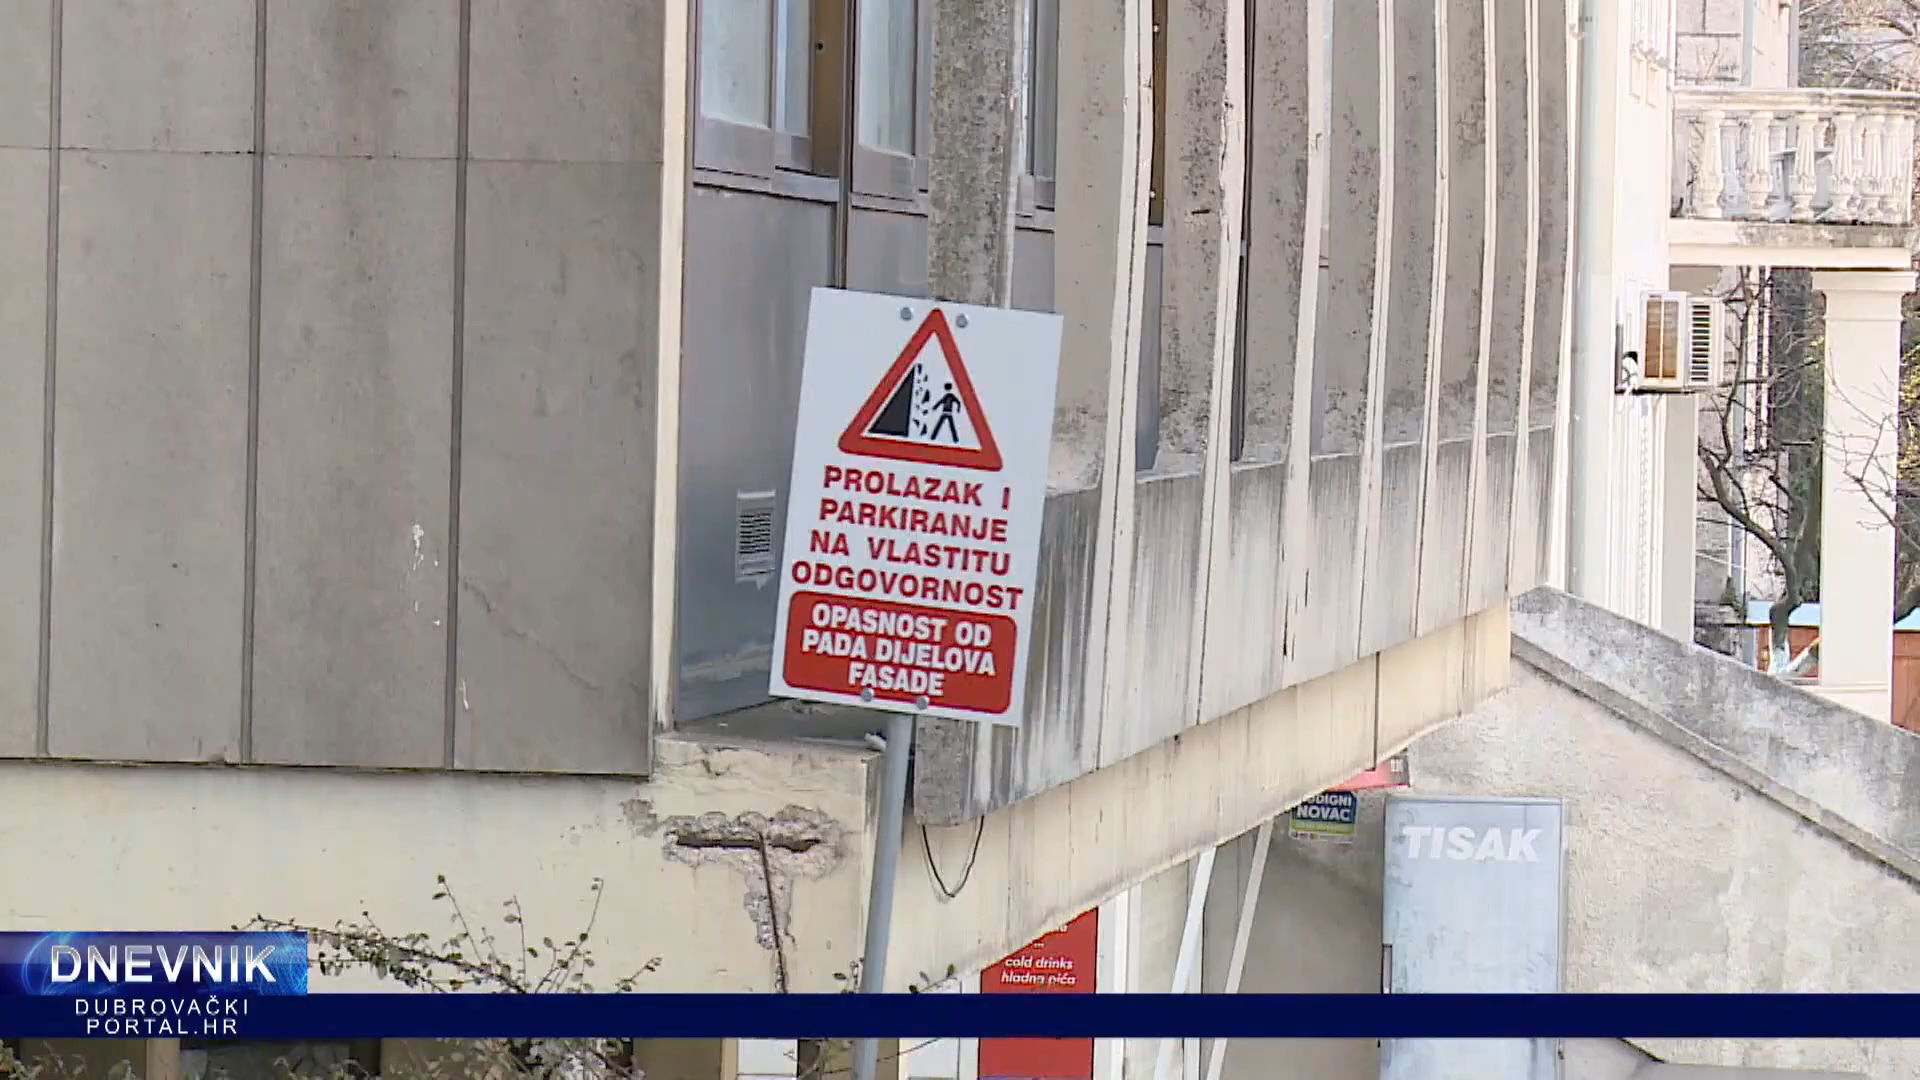 PROLAZAK I
PARKIRANJE
NA VLASTITU
ODGOVORNOST
OPASNOST OD
PADA DIJELOVA
FASADE
NOVAC
TISAK
cold drinks
hladna pića
DNEVNIK
DUBROVAČKI
PORTAL.HR